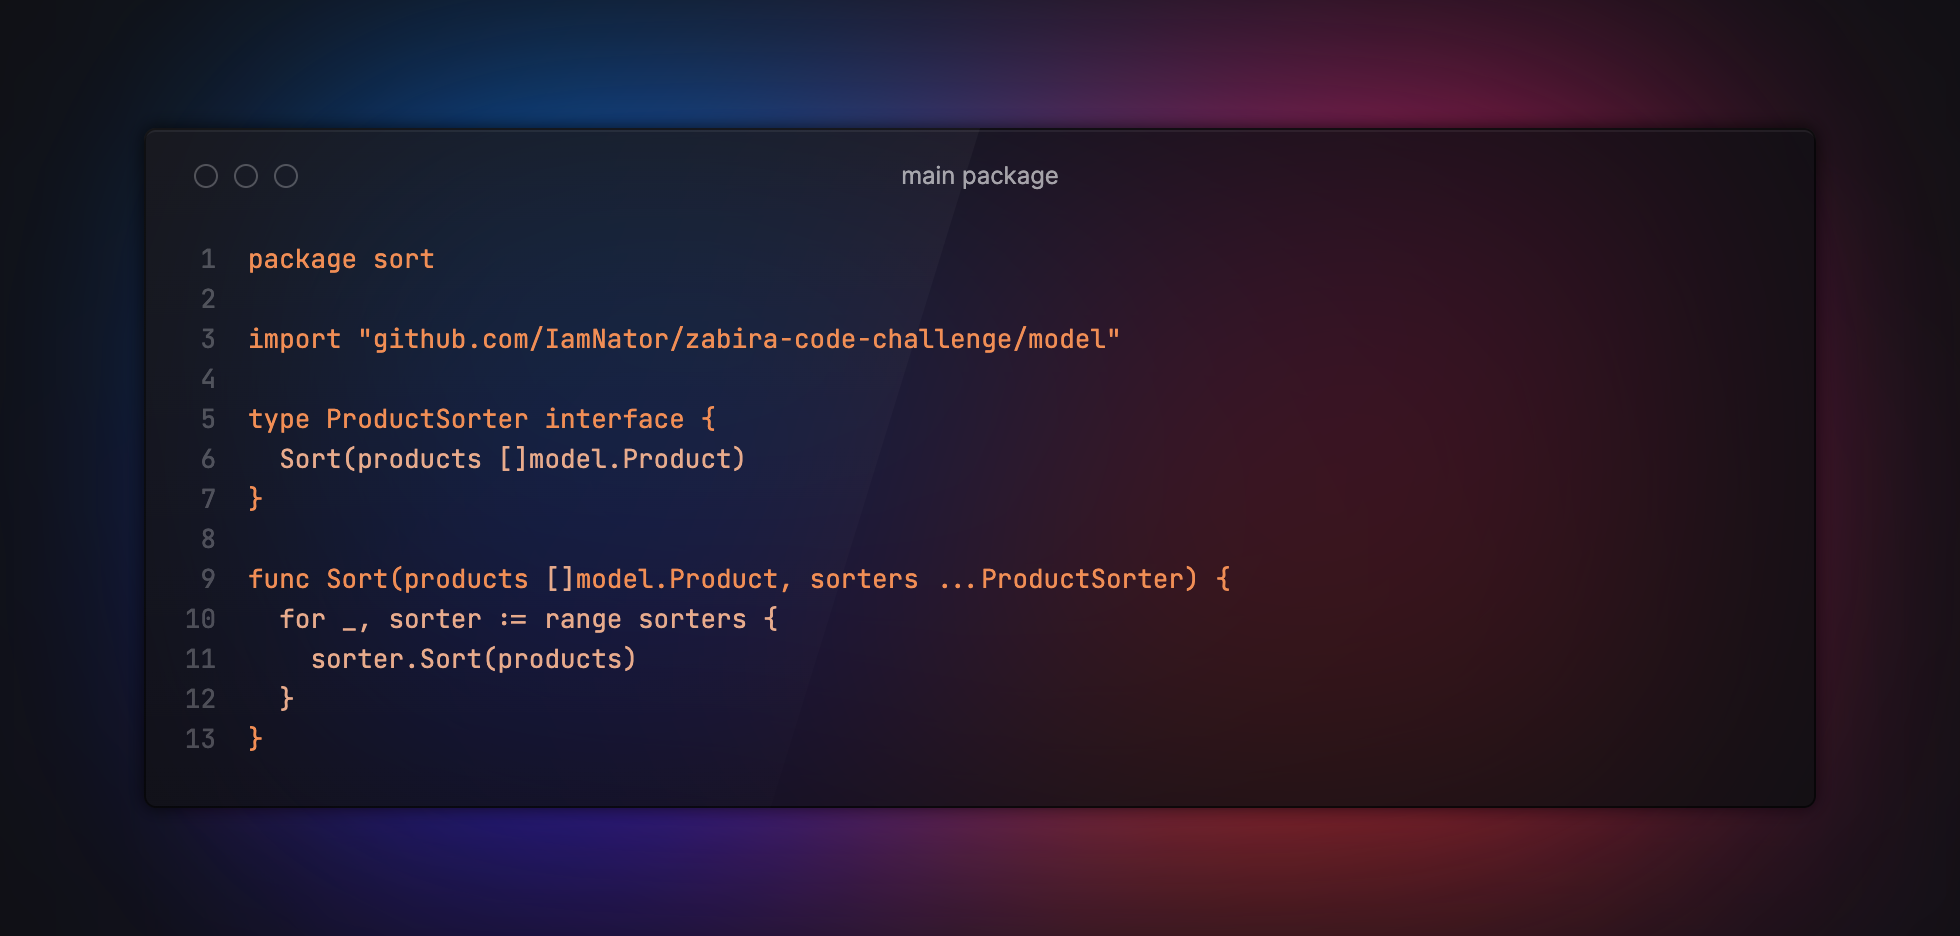 main package
1 package sort
2
3 import "github.com/IamNator/zabira-code-challenge/model"
4
5 type ProductSorter interface {
6   Sort(products []model.Product)
7 }
8
9 func Sort(products []model.Product, sorters ...ProductSorter) {
10   for _, sorter := range sorters {
11     sorter.Sort(products)
12   }
13 }